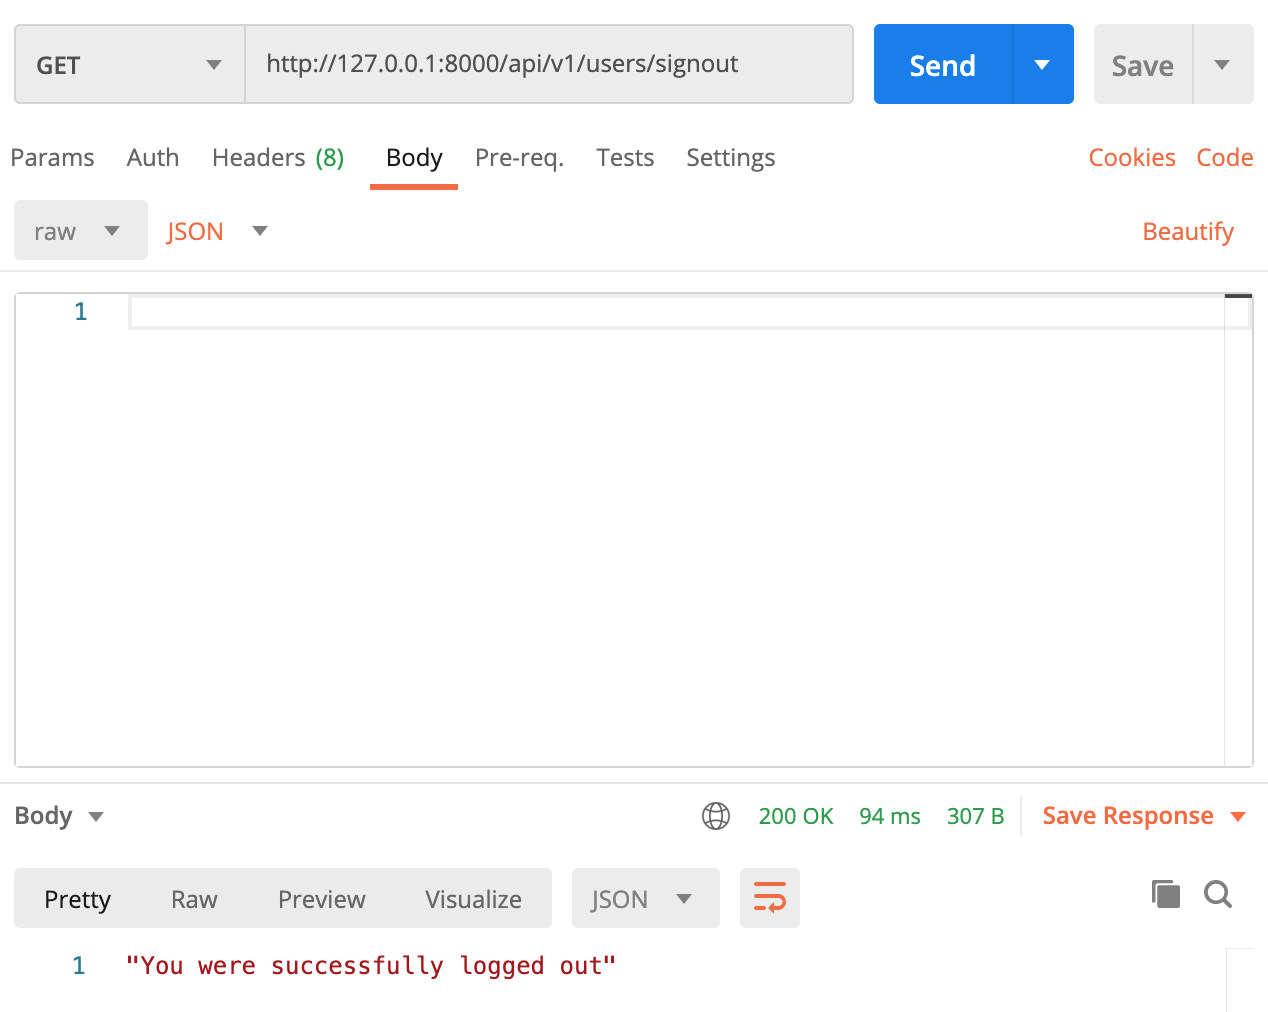 GET http://127.0.0.1:8000/api/v1/users/signout Send Save
Params Auth Headers (8) Body Pre-req. Tests Settings Cookies Code
raw JSON Beautify
1
Body 200 OK 94 ms 307 B Save Response
Pretty Raw Preview Visualize JSON
1 "You were successfully logged out"